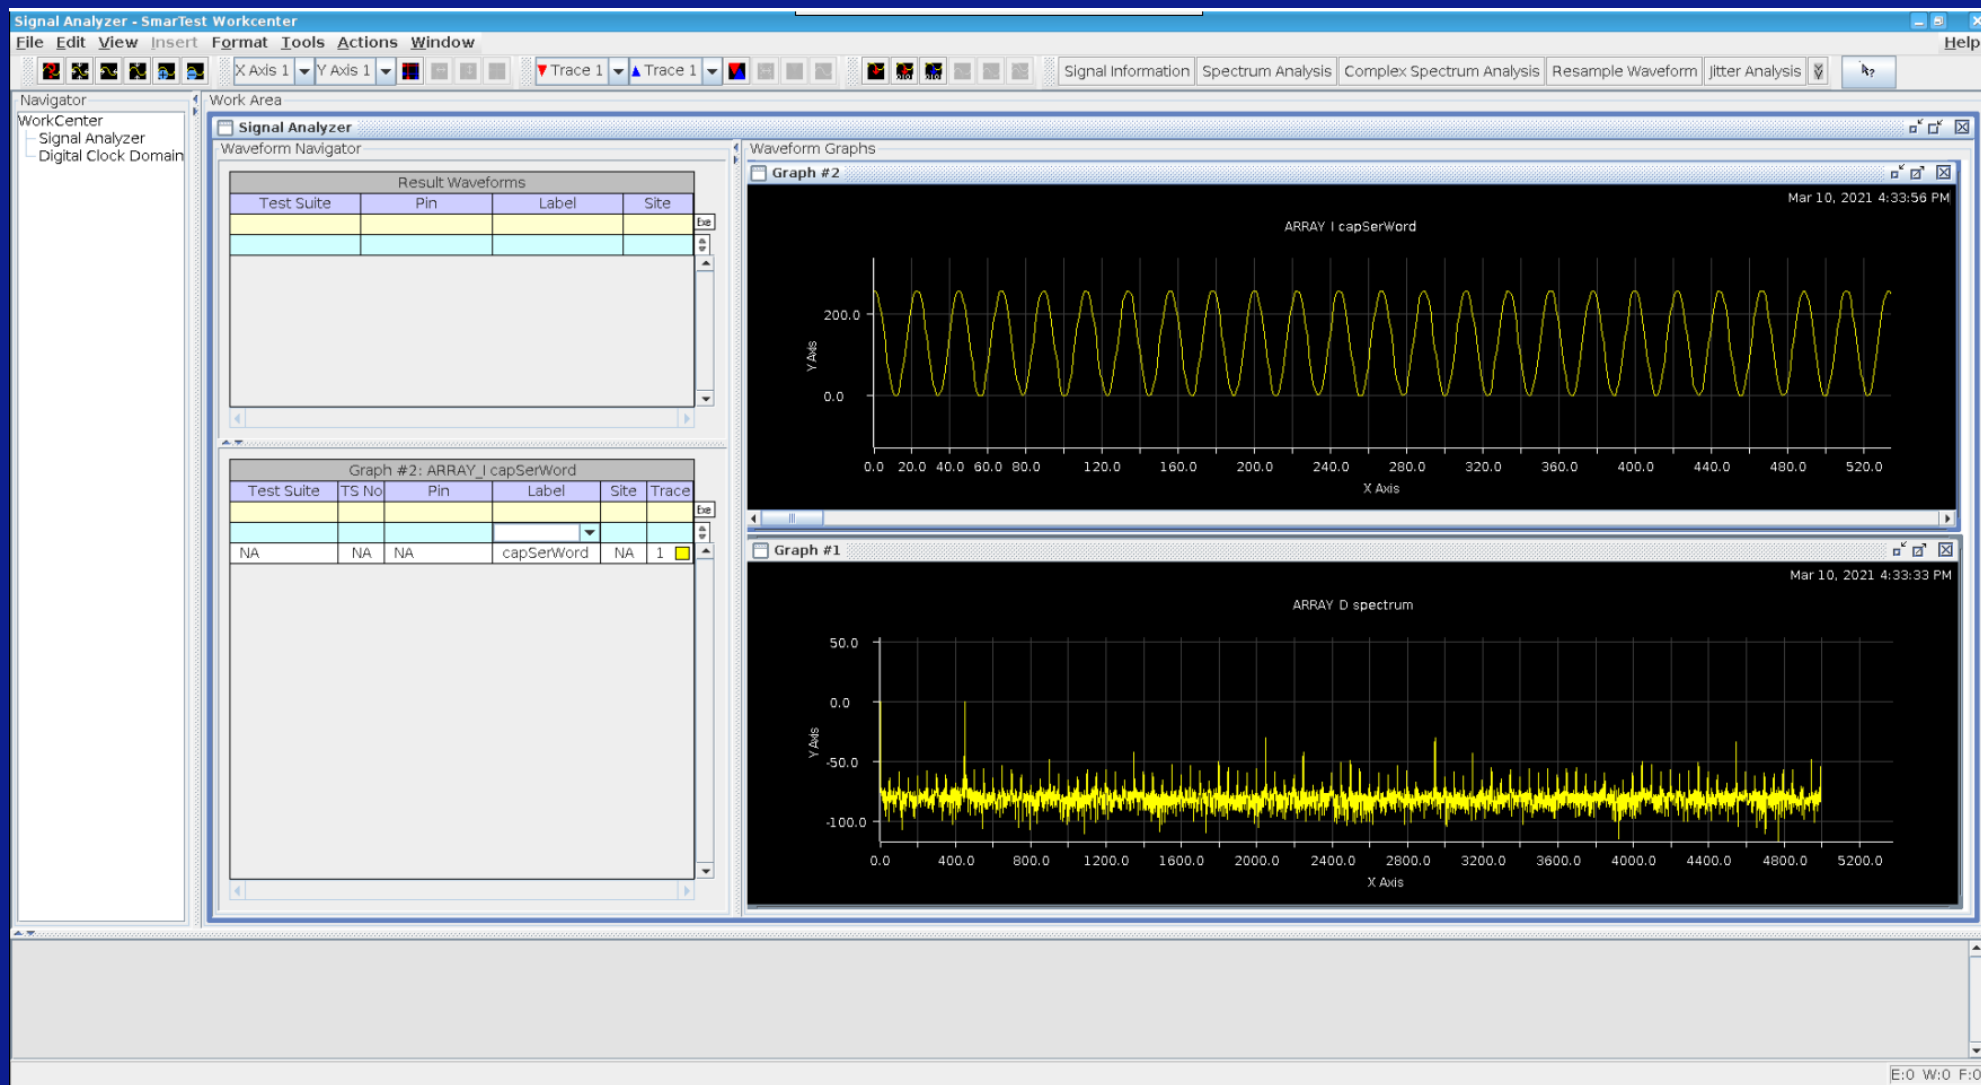 Signal Analyzer - SmarTest Workcenter
File Edit View Insert Format Tools Actions Window Help
X Axis 1 Y Axis 1 Trace 1 Trace 1 Signal Information Spectrum Analysis Complex Spectrum Analysis Resample Waveform Jitter Analysis
Navigator
WorkCenter
Signal Analyzer
Digital Clock Domain
Work Area
Signal Analyzer
Waveform Navigator
Result Waveforms
Test Suite Pin Label Site
Exe
Graph #2: ARRAY_I capSerWord
Test Suite TS No Pin Label Site Trace
Exe
NA NA NA capSerWord NA 1
Waveform Graphs
Graph #2
Mar 10, 2021 4:33:56 PM
ARRAY I capSerWord
200.0
Y Axis
0.0
0.0 20.0 40.0 60.0 80.0 120.0 160.0 200.0 240.0 280.0 320.0 360.0 400.0 440.0 480.0 520.0
X Axis
Graph #1
Mar 10, 2021 4:33:33 PM
ARRAY D spectrum
50.0
0.0
Y Axis
-50.0
-100.0
0.0 400.0 800.0 1200.0 1600.0 2000.0 2400.0 2800.0 3200.0 3600.0 4000.0 4400.0 4800.0 5200.0
X Axis
E:0 W:0 F:0